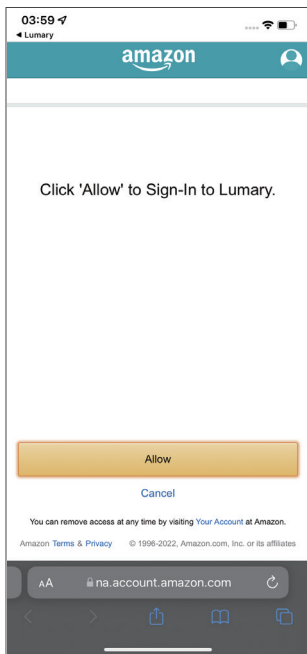 03:59
◀ Lumary
amazon
Click 'Allow' to Sign-In to Lumary.
Allow
Cancel
You can remove access at any time by visiting Your Account at Amazon.
Amazon Terms & Privacy © 1996-2022, Amazon.com, Inc. or its affiliates
AA na.account.amazon.com